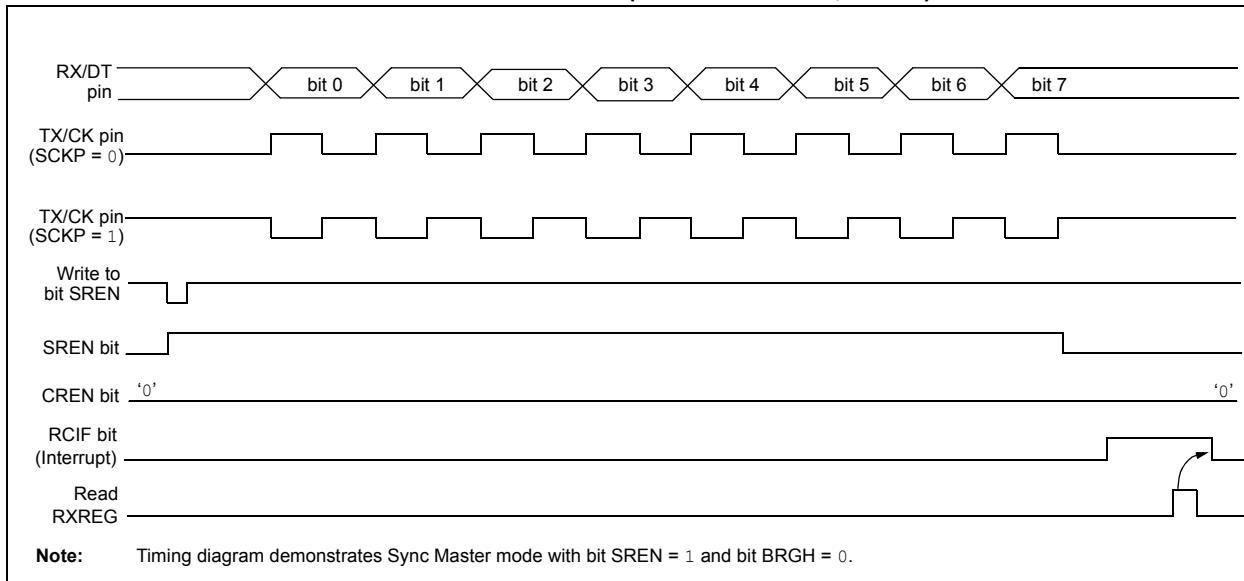 RX/DT
pin
bit 0 bit 1 bit 2 bit 3 bit 4 bit 5 bit 6 bit 7
TX/CK pin
(SCKP = 0)
TX/CK pin
(SCKP = 1)
Write to
bit SREN
SREN bit
CREN bit ‘0’ ‘0’
RCIF bit
(Interrupt)
Read
RXREG
Note: Timing diagram demonstrates Sync Master mode with bit SREN = 1 and bit BRGH = 0.